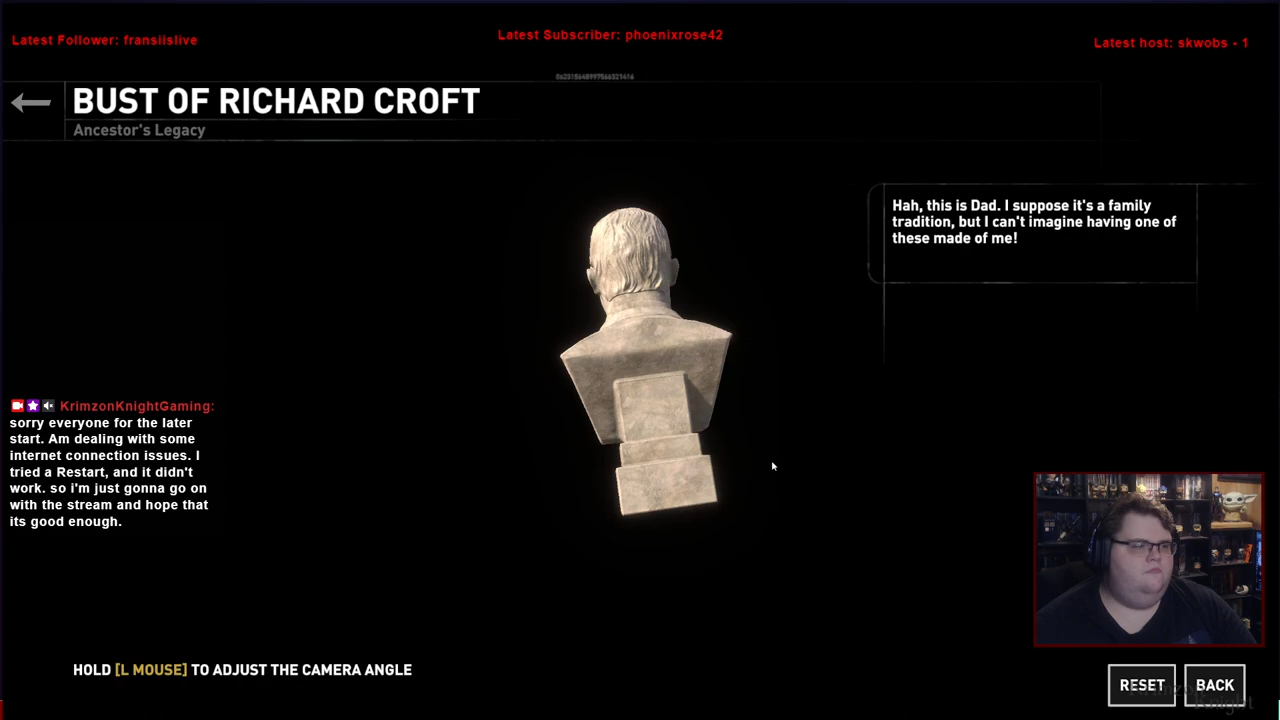 Latest Follower: fransiislive
Latest Subscriber: phoenixrose42
Latest host: skwobs - 1
BUST OF RICHARD CROFT
Ancestor's Legacy
Hah, this is Dad. I suppose it's a family
tradition, but I can't imagine having one of
these made of me!
KrimzonKnightGaming:
sorry everyone for the later
start. Am dealing with some
internet connection issues. I
tried a Restart, and it didn't
work. so i'm just gonna go on
with the stream and hope that
its good enough.
HOLD [L MOUSE] TO ADJUST THE CAMERA ANGLE
RESET
BACK
Knight